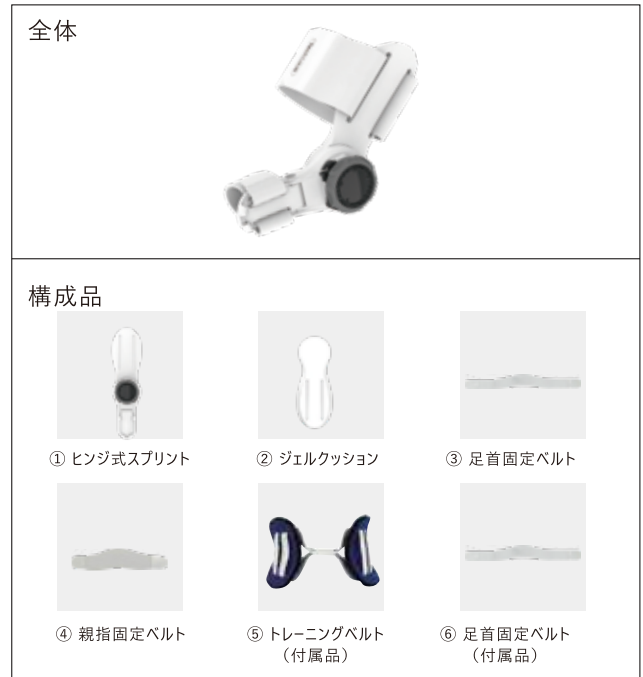 全体
構成品
① ヒンジ式スプリント
② ジェルクッション
③ 足首固定ベルト
④ 親指固定ベルト
⑤ トレーニングベルト
（付属品）
⑥ 足首固定ベルト
（付属品）